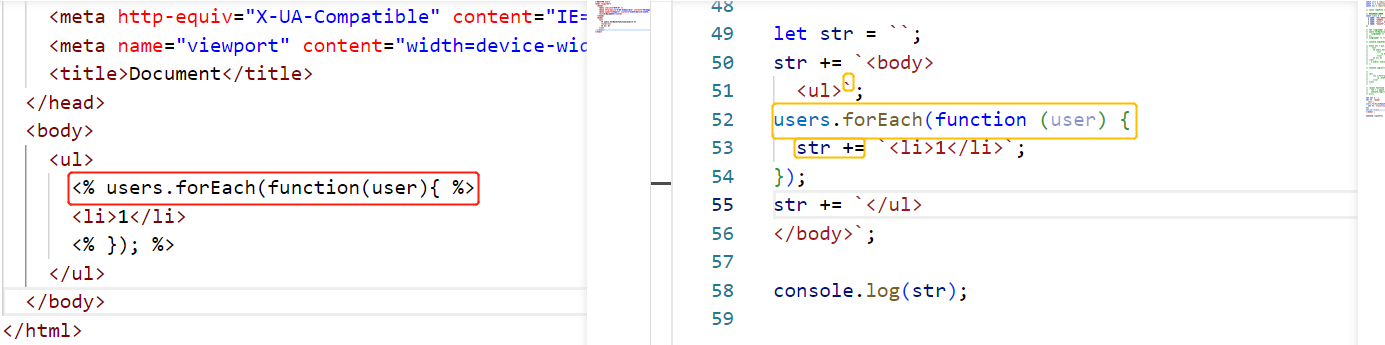 <meta http-equiv="X-UA-Compatible" content="IE=
<meta name="viewport" content="width=device-wid
<title>Document</title>
</head>
<body>
<ul>
<% users.forEach(function(user){ %>
<li>1</li>
<% }); %>
</ul>
</body>
</html>
48
49 let str = ``;
50 str += `<body>
51 <ul>`;
52 users.forEach(function (user) {
53 str += `<li>1</li>`;
54 });
55 str += `</ul>
56 </body>`;
57
58 console.log(str);
59